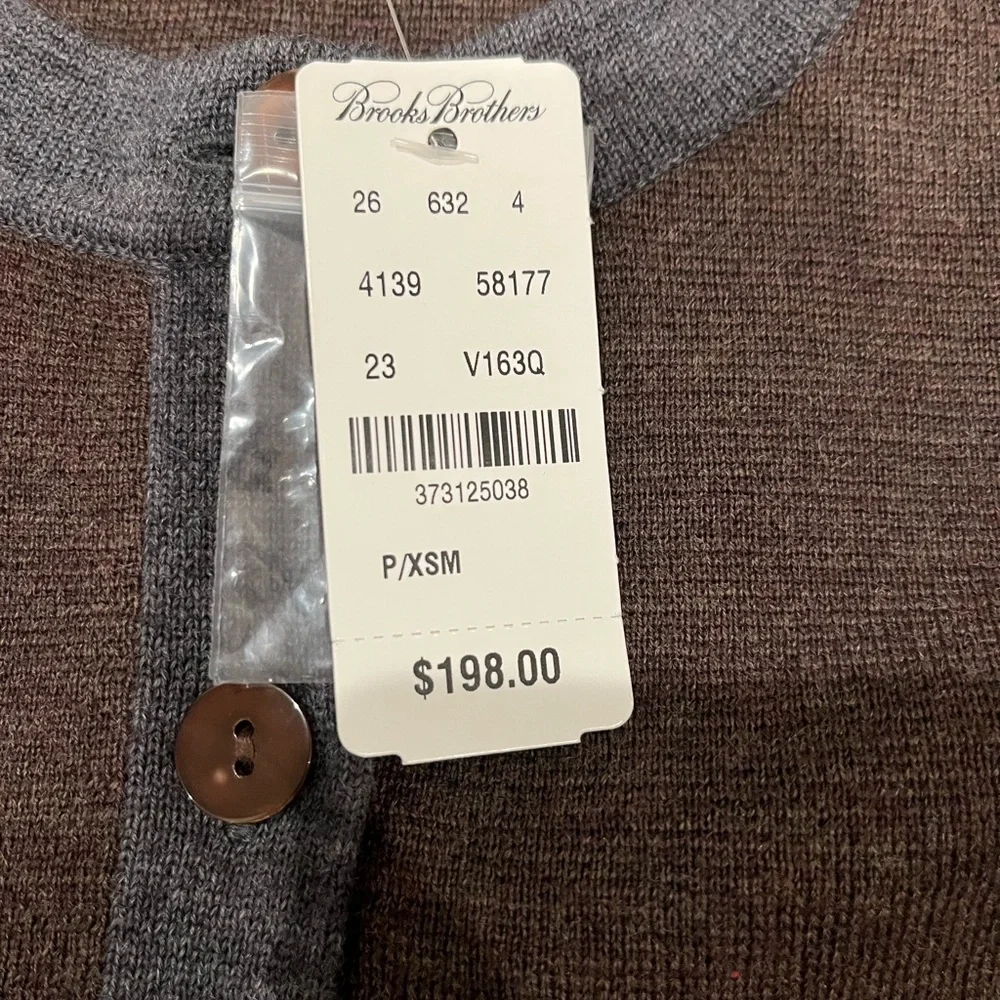 Brooks Brothers
26 632 4
4139 58177
23 V163Q
373125038
P/XSM
$198.00